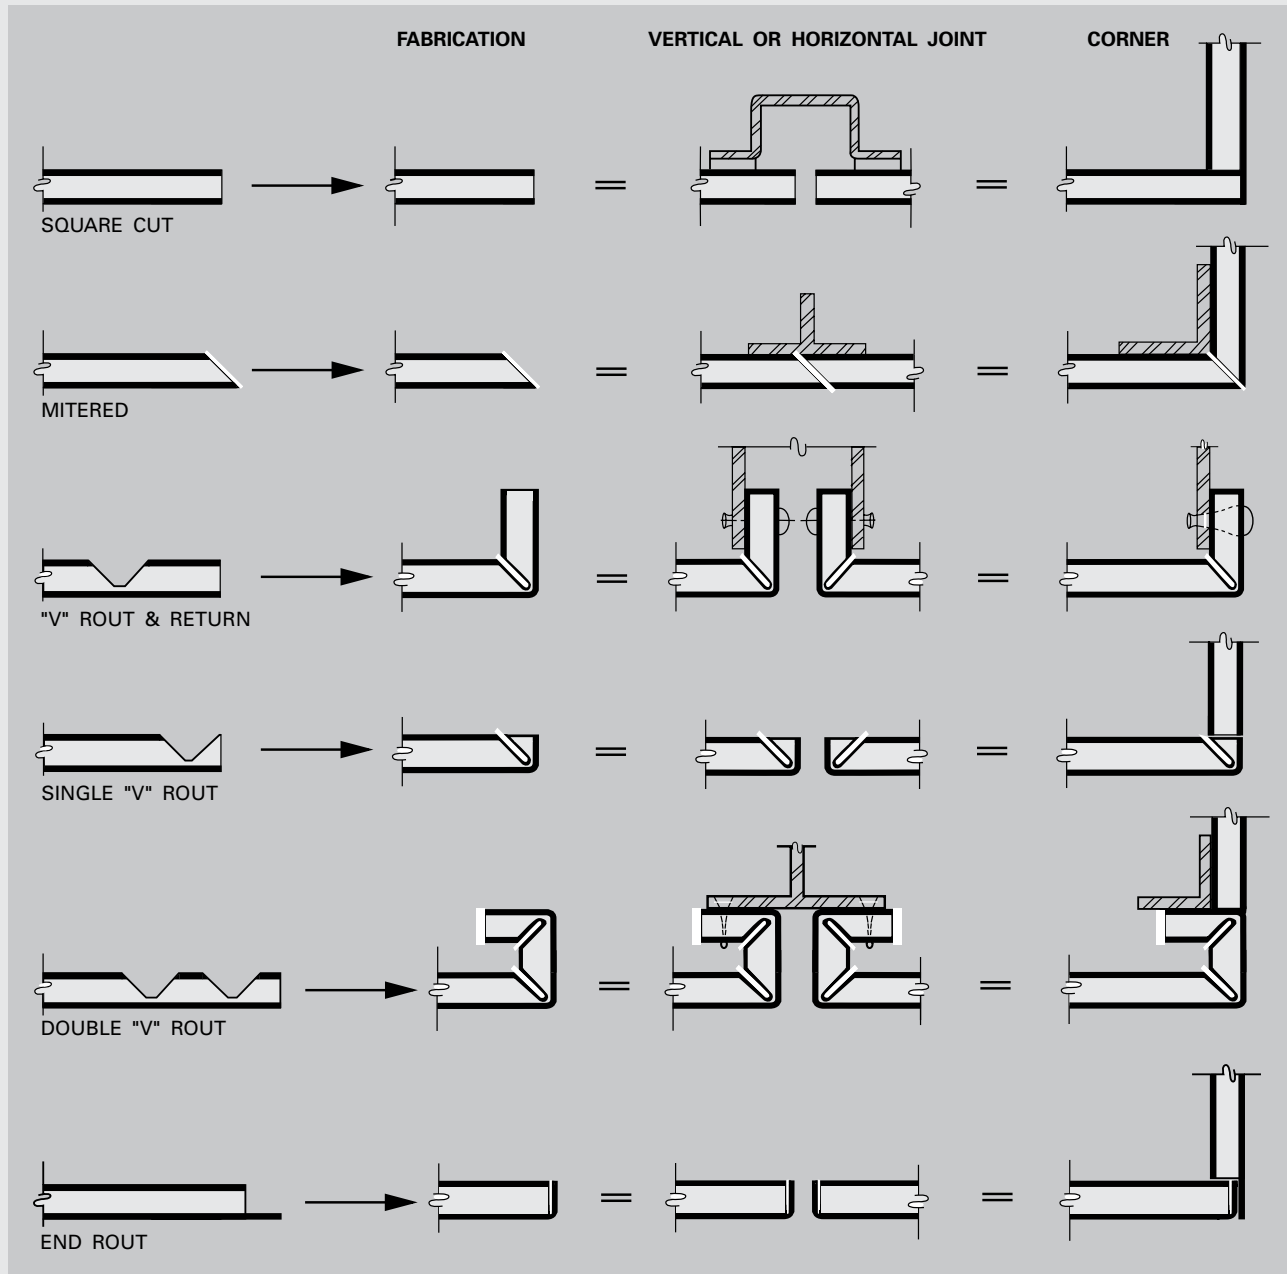 FABRICATION
VERTICAL OR HORIZONTAL JOINT
CORNER
SQUARE CUT
MITERED
"V" ROUT & RETURN
SINGLE "V" ROUT
DOUBLE "V" ROUT
END ROUT